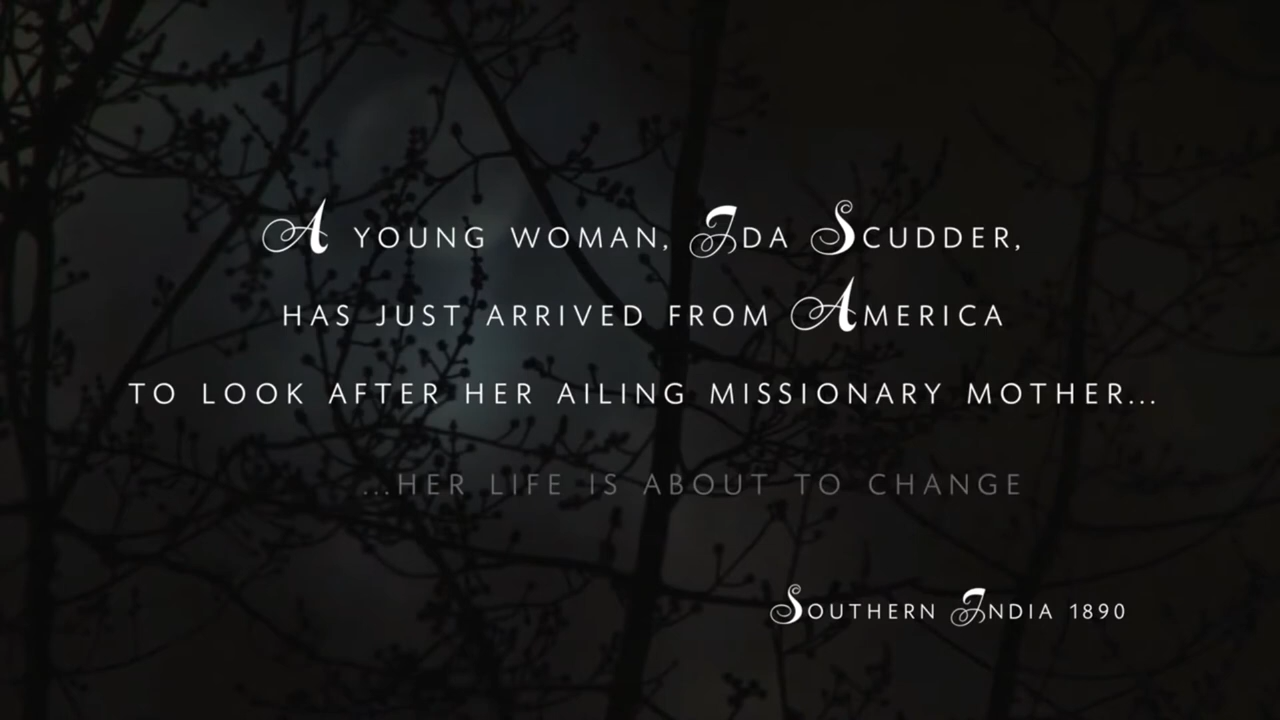 A YOUNG WOMAN, IDA SCUDDER,
HAS JUST ARRIVED FROM AMERICA
TO LOOK AFTER HER AILING MISSIONARY MOTHER...
...HER LIFE IS ABOUT TO CHANGE
SOUTHERN INDIA 1890